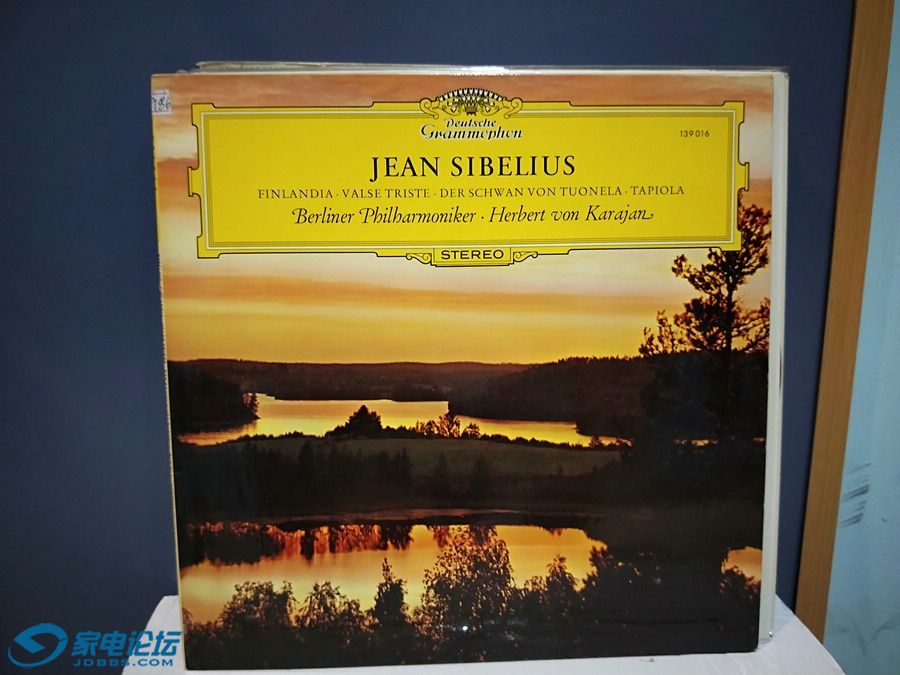 Deutsche
Grammophon
139 016
JEAN SIBELIUS
FINLANDIA · VALSE TRISTE · DER SCHWAN VON TUONELA · TAPIOLA
Berliner Philharmoniker · Herbert von Karajan
STEREO
家电论坛
JDBBS.COM